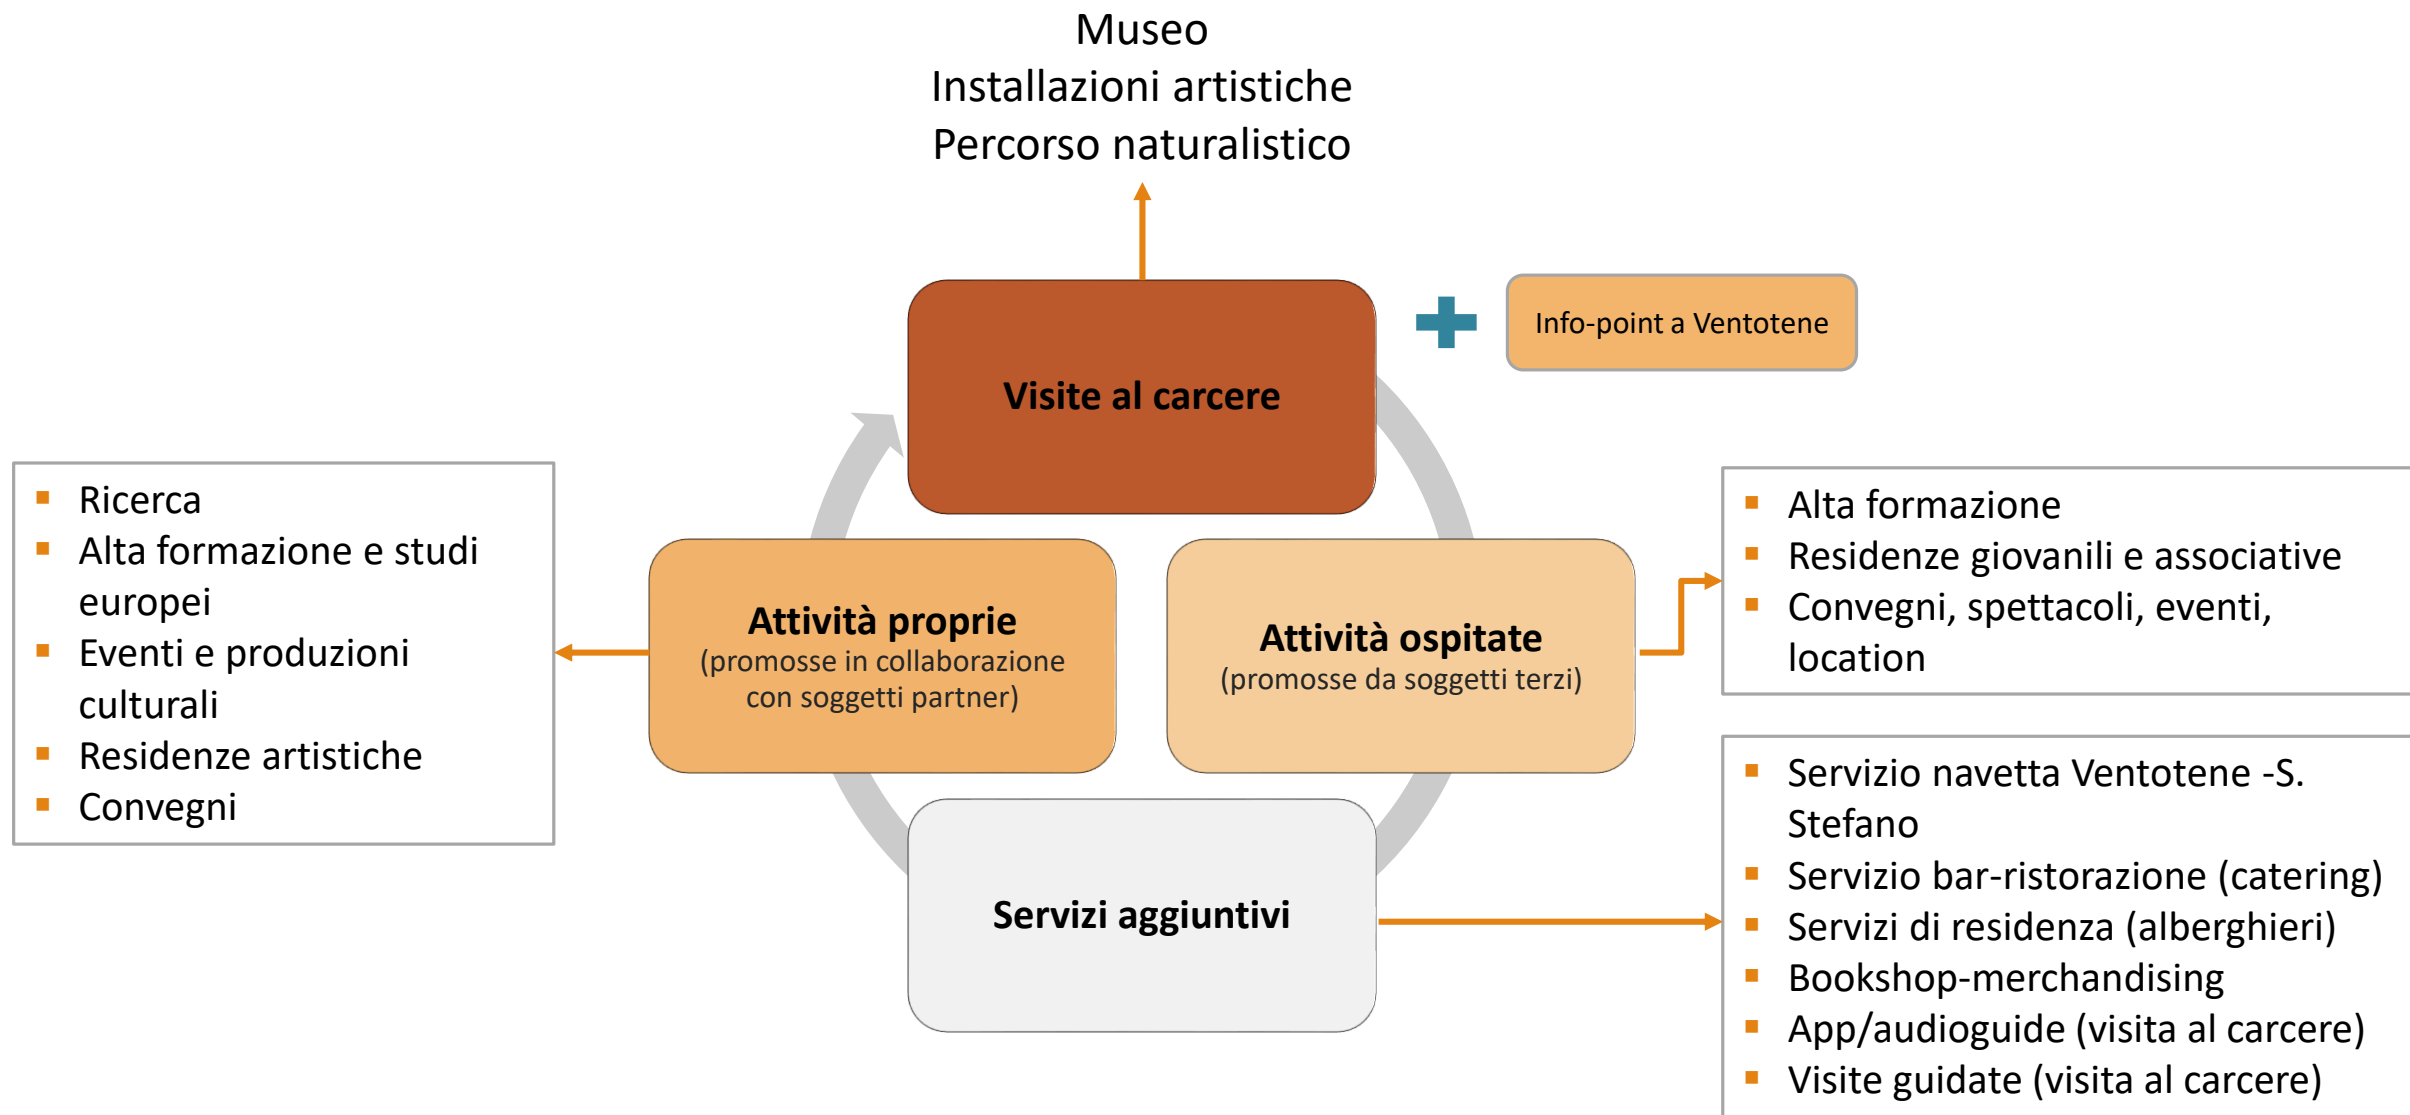 Museo
Installazioni artistiche
Percorso naturalistico
Visite al carcere
Info-point a Ventotene
Ricerca
Alta formazione e studi
europei
Eventi e produzioni
culturali
Residenze artistiche
Convegni
Attività proprie
(promosse in collaborazione
con soggetti partner)
Attività ospitate
(promosse da soggetti terzi)
Alta formazione
Residenze giovanili e associative
Convegni, spettacoli, eventi,
location
Servizi aggiuntivi
Servizio navetta Ventotene -S.
Stefano
Servizio bar-ristorazione (catering)
Servizi di residenza (alberghieri)
Bookshop-merchandising
App/audioguide (visita al carcere)
Visite guidate (visita al carcere)